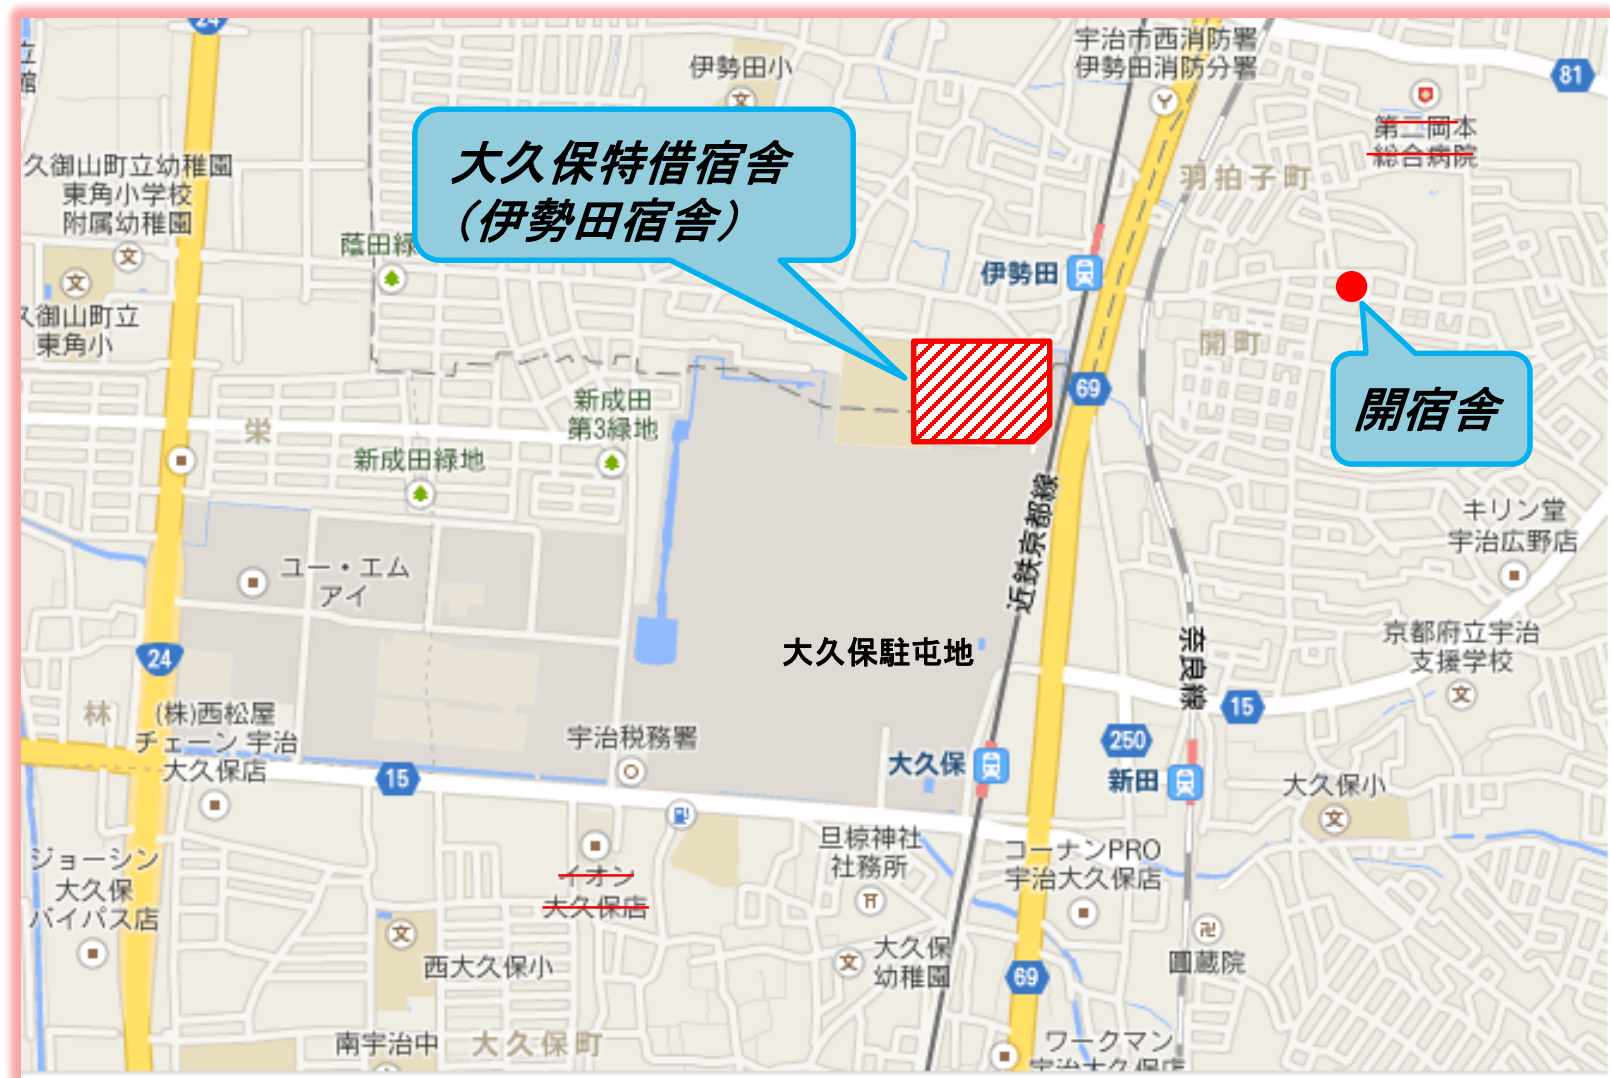 24
立
館
宇治市西消防署
伊勢田消防分署
伊勢田小
81
第二岡本
総合病院
大久保特借宿舎
（伊勢田宿舎）
久御山町立幼稚園
東角小学校
附属幼稚園
羽拍子町
蔭田緑
伊勢田
久御山町立
東角小
開町
69
開宿舎
新成田
第3緑地
栄
新成田緑地
近鉄京都線
キリン堂
宇治広野店
ユー・エム
アイ
大久保駐屯地
奈良線
京都府立宇治
支援学校
24
林
(株)西松屋
チェーン 宇治
大久保店
15
宇治税務署
大久保
250
新田
15
大久保小
旦椋神社
社務所
コーナンPRO
宇治大久保店
ジョーシン
大久保
バイパス店
イオン
大久保店
西大久保小
大久保
幼稚園
69
圓蔵院
南宇治中
大久保町
ワークマン
宇治大久保店